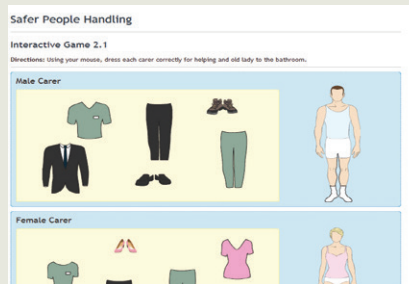 Safer People Handling
Interactive Game 2.1
Directions: Using your mouse, dress each carer correctly for helping and old lady to the bathroom.
Male Carer
Female Carer